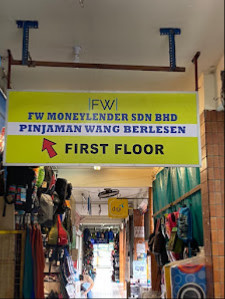 FW
FW MONEYLENDER SDN BHD
PINJAMAN WANG BERLESEN
FIRST FLOOR